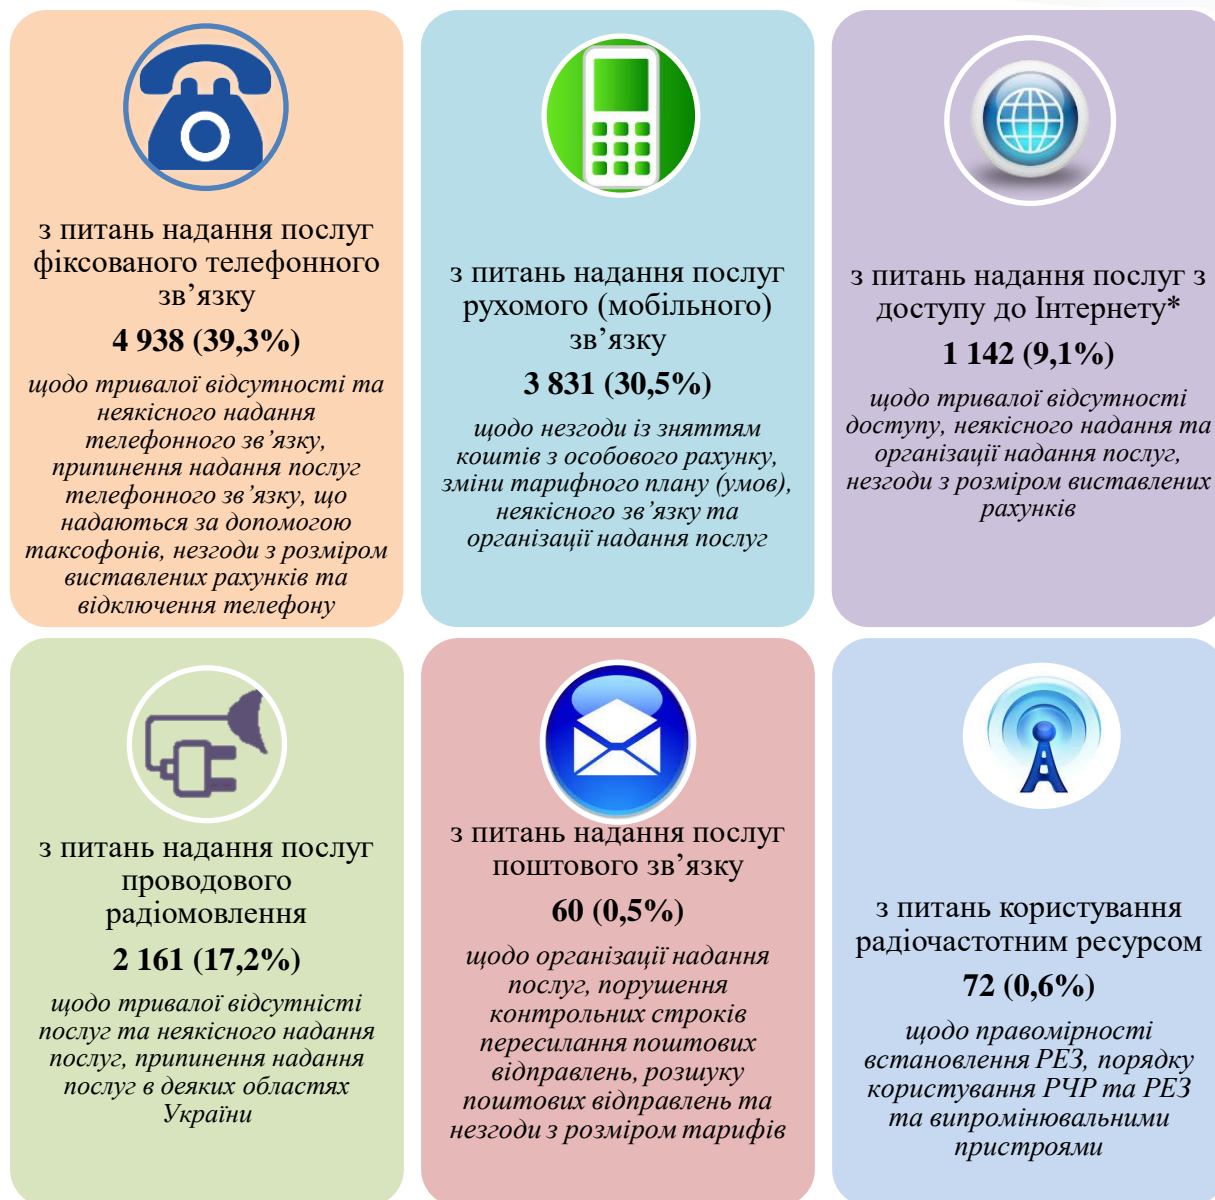 з питань надання послуг
фіксованого телефонного
зв’язку
4 938 (39,3%)
щодо тривалої відсутності та
неякісного надання
телефонного зв’язку,
припинення надання послуг
телефонного зв’язку, що
надаються за допомогою
таксофонів, незгоди з розміром
виставлених рахунків та
відключення телефону
з питань надання послуг
рухомого (мобільного)
зв’язку
3 831 (30,5%)
щодо незгоди із зняттям
коштів з особового рахунку,
зміни тарифного плану (умов),
неякісного зв’язку та
організації надання послуг
з питань надання послуг з
доступу до Інтернету*
1 142 (9,1%)
щодо тривалої відсутності
доступу, неякісного надання та
організації надання послуг,
незгоди з розміром виставлених
рахунків
з питань надання послуг
проводового
радіомовлення
2 161 (17,2%)
щодо тривалої відсутністі
послуг та неякісного надання
послуг, припинення надання
послуг в деяких областях
України
з питань надання послуг
поштового зв’язку
60 (0,5%)
щодо організації надання
послуг, порушення
контрольних строків
пересилання поштових
відправлень, розшуку
поштових відправлень та
незгоди з розміром тарифів
з питань користування
радіочастотним ресурсом
72 (0,6%)
щодо правомірності
встановлення РЕЗ, порядку
користування РЧР та РЕЗ
та випромінювальними
пристроями